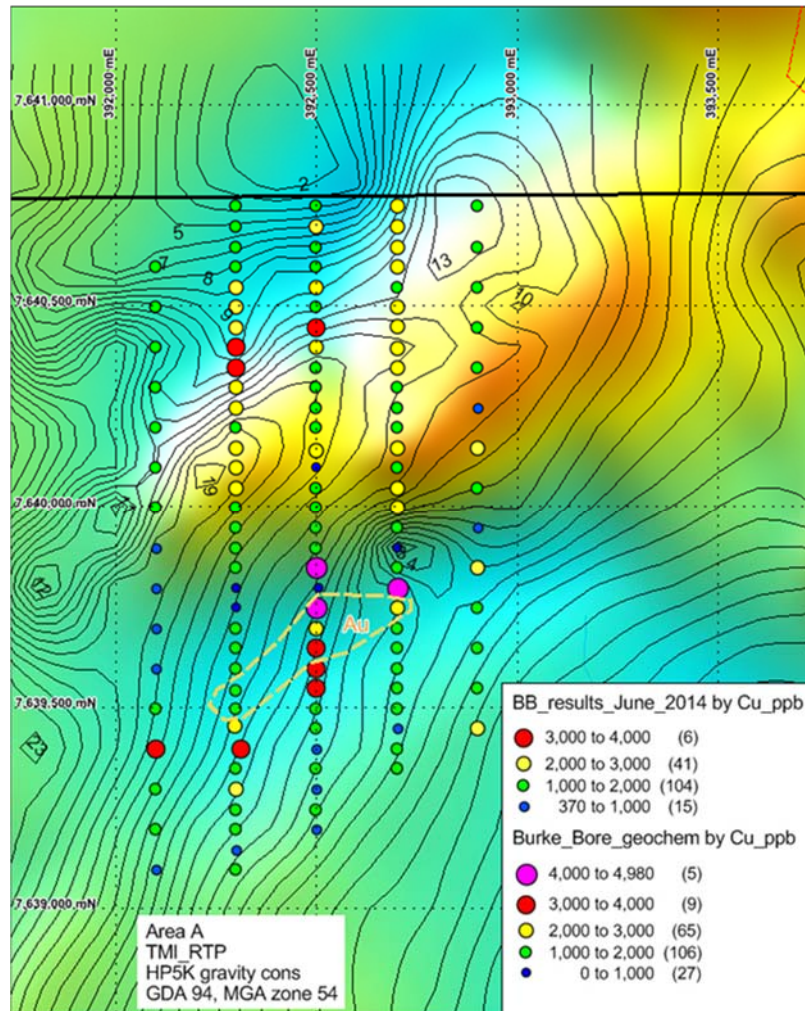 392,000 mE
392,500 mE
393,000 mE
393,500 mE
7,641,000 mN
2
5
7
8
13
9
10
7,640,500 mN
19
7,640,000 mN
4
12
Au
7,639,500 mN
23
7,639,000 mN
BB_results_June_2014 by Cu_ppb
3,000 to 4,000 (6)
2,000 to 3,000 (41)
1,000 to 2,000 (104)
370 to 1,000 (15)
Burke_Bore_geochem by Cu_ppb
4,000 to 4,980 (5)
3,000 to 4,000 (9)
2,000 to 3,000 (65)
1,000 to 2,000 (106)
0 to 1,000 (27)
Area A
TMI_RTP
HP5K gravity cons
GDA 94, MGA zone 54